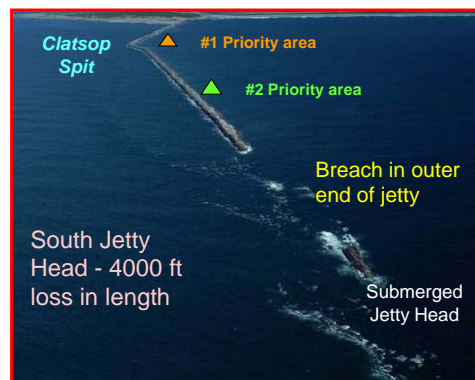 Clatsop
Spit
#1 Priority area
#2 Priority area
Breach in outer
end of jetty
South Jetty
Head - 4000 ft
loss in length
Submerged
Jetty Head